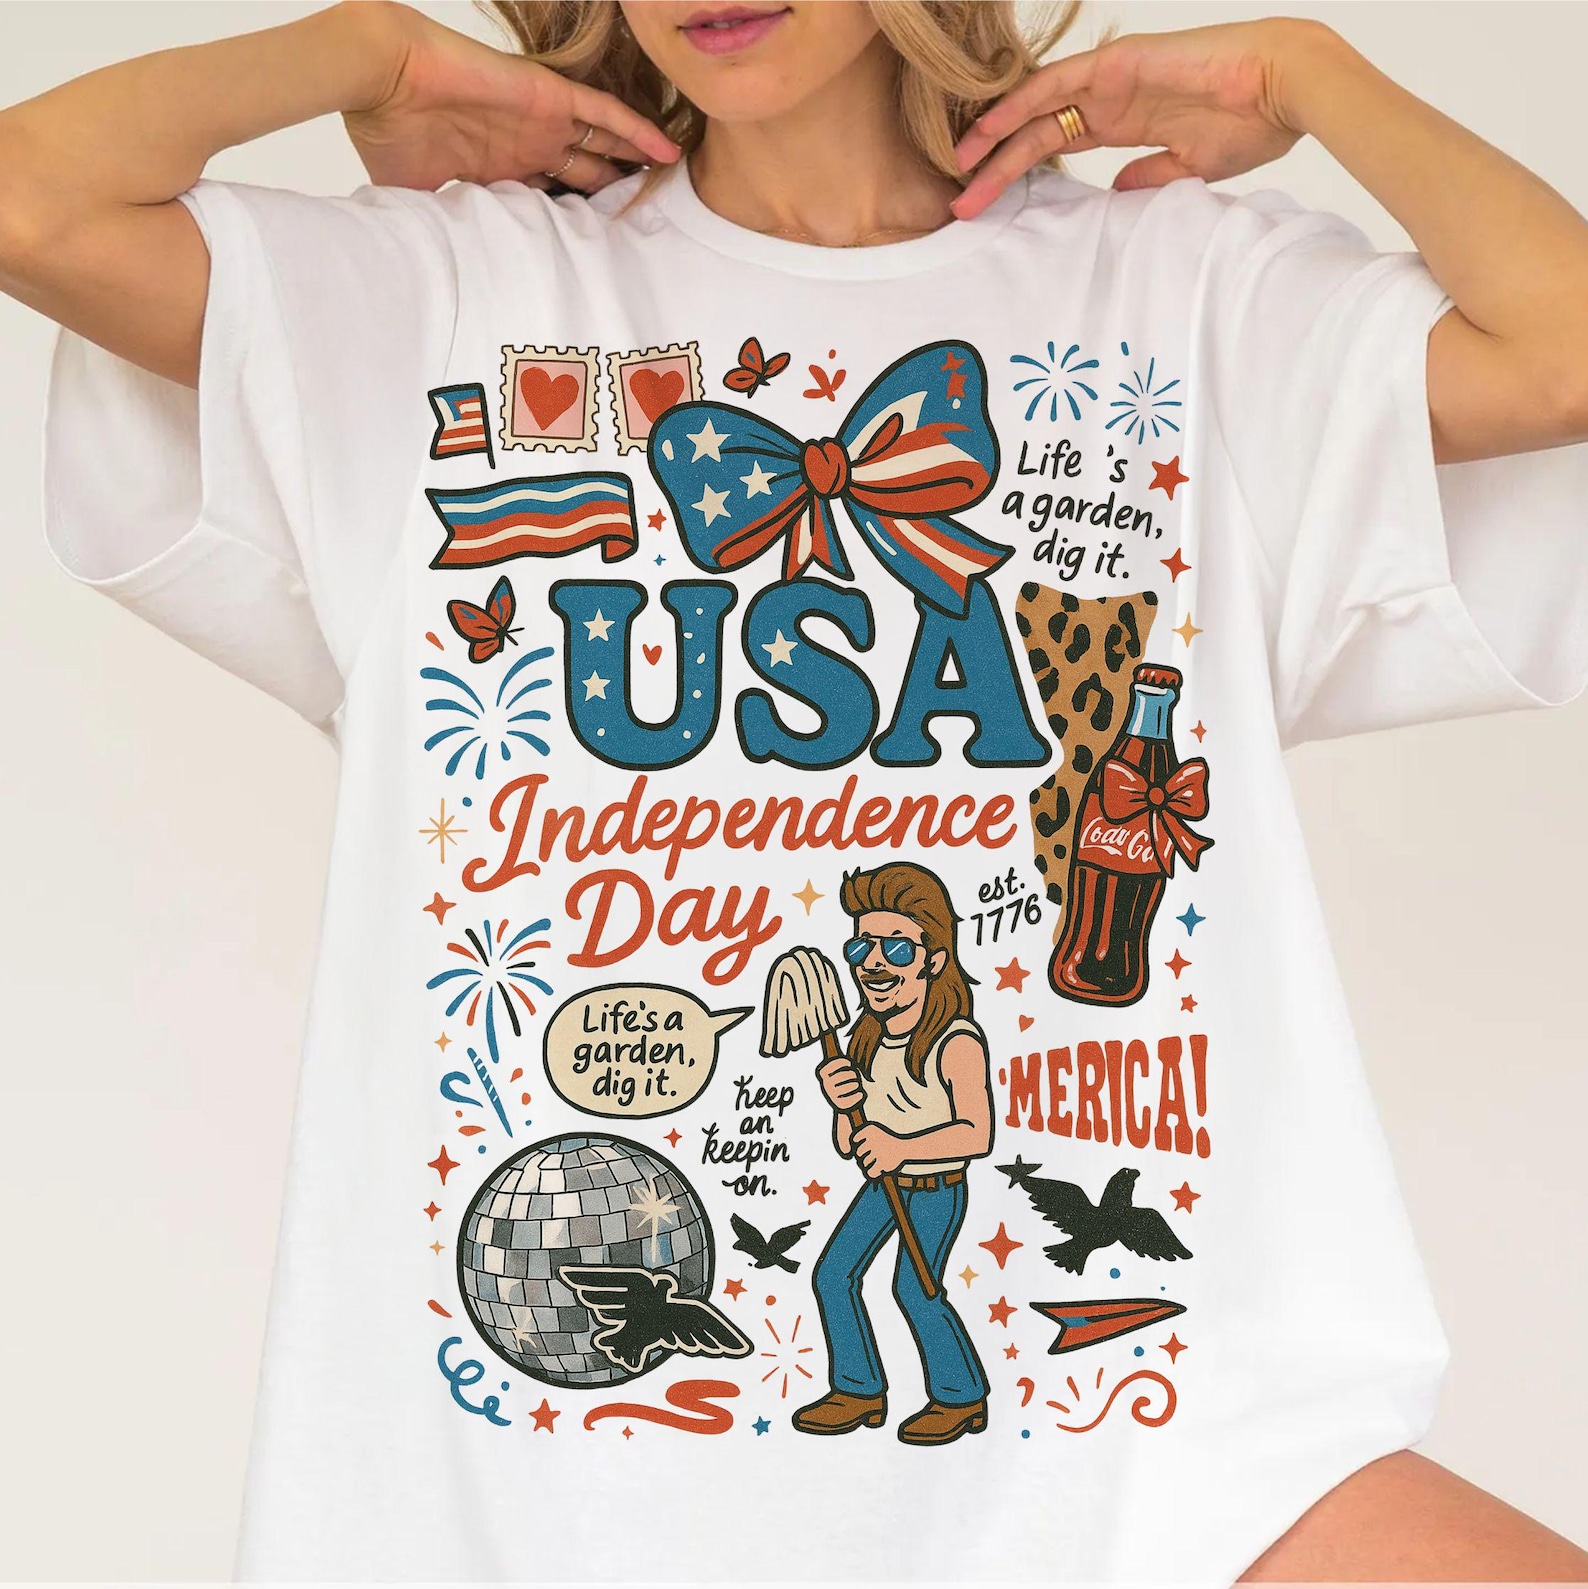 Life 's
a garden,
dig it.
USA
Independence
Day
est.
1776
Life's a
garden,
dig it.
keep
an
keepin
on.
'MERICA!